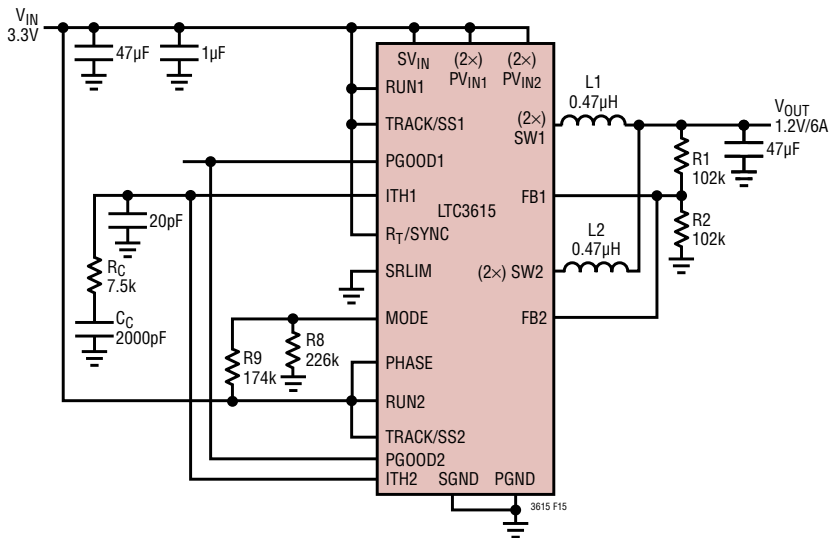 VIN
3.3V
47µF
1µF
SVIN
(2×)
PVIN1
(2×)
PVIN2
RUN1
TRACK/SS1
PGOOD1
ITH1
RT/SYNC
SRLIM
MODE
PHASE
RUN2
TRACK/SS2
PGOOD2
ITH2
SGND
PGND
LTC3615
(2×)
SW1
FB1
(2×) SW2
FB2
L1
0.47µH
VOUT
1.2V/6A
47µF
R1
102k
R2
102k
L2
0.47µH
20pF
RC
7.5k
CC
2000pF
R9
174k
R8
226k
3615 F15